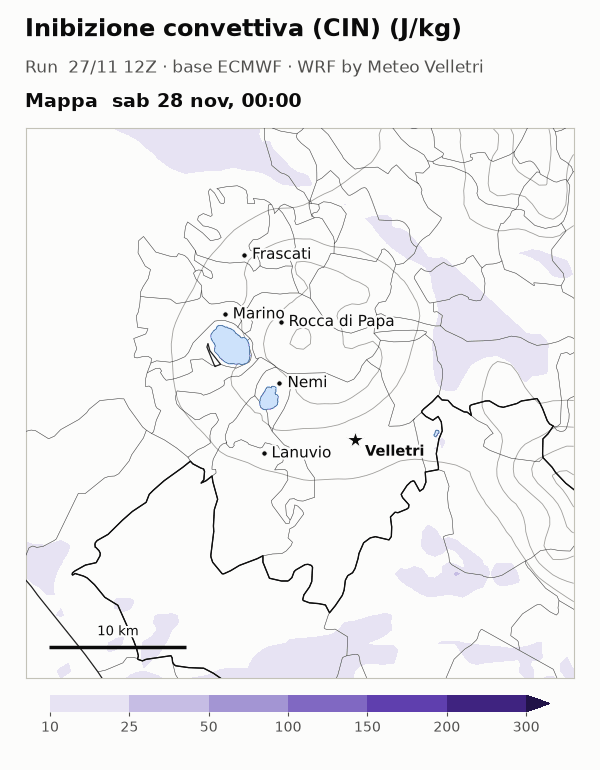 Inibizione convettiva (CIN) (J/kg)
Run 27/11 12Z · base ECMWF · WRF by Meteo Velletri
Mappa sab 28 nov, 00:00
Frascati
Marino
Rocca di Papa
Nemi
Lanuvio
Velletri
10 km
10 25 50 100 150 200 300